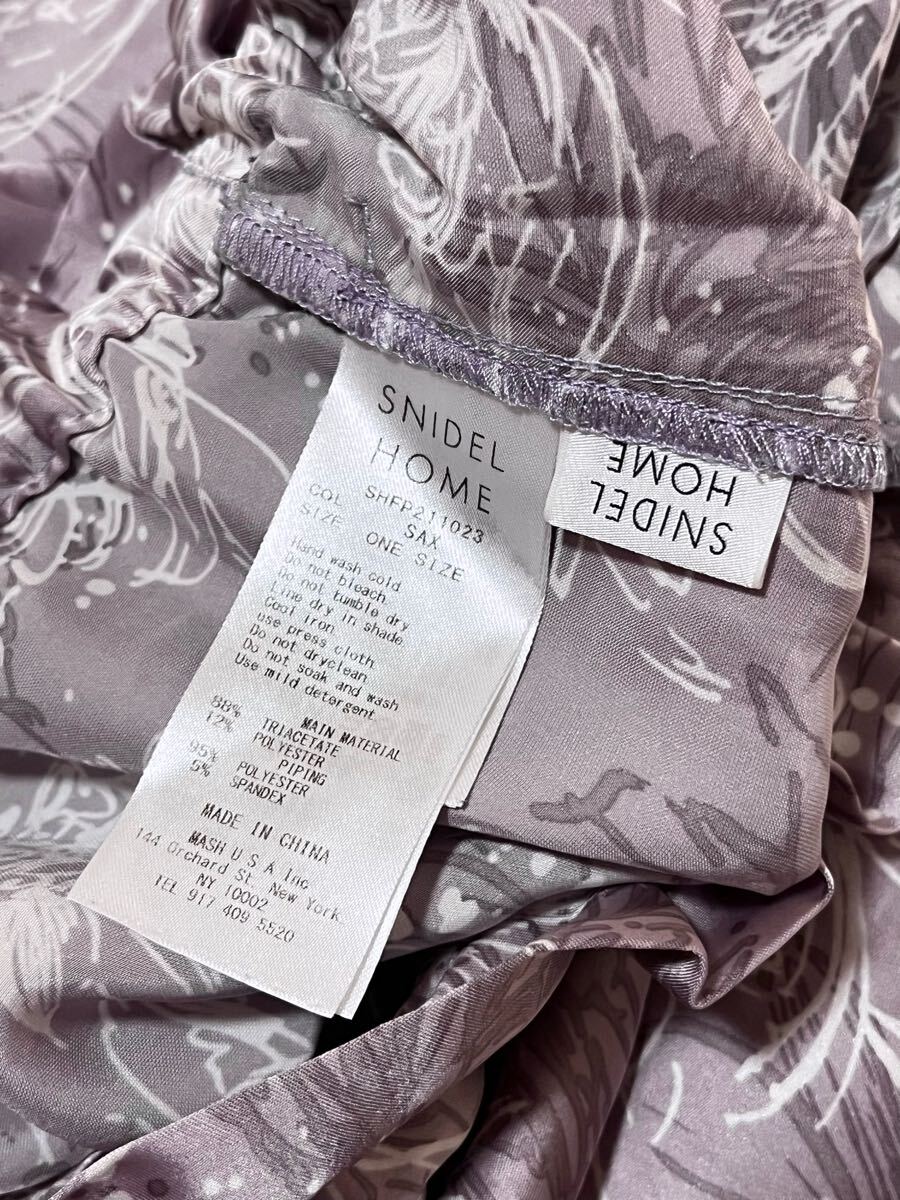 SNIDEL
HOME
SHFP211023
COL SAX
SIZE ONE SIZE
Hand wash cold
Do not bleach
Do not tumble dry
Line dry in shade
Cool iron
use press cloth
Do not dryclean
Do not soak and wash
Use mild detergent
MAIN MATERIAL
88% TRIACETATE
12% POLYESTER
PIPING
95% POLYESTER
5% SPANDEX
MADE IN CHINA
MASH U S A Inc
144 Orchard St. New York
NY 10002
TEL 917 409 5520
SNIDEL
HOME